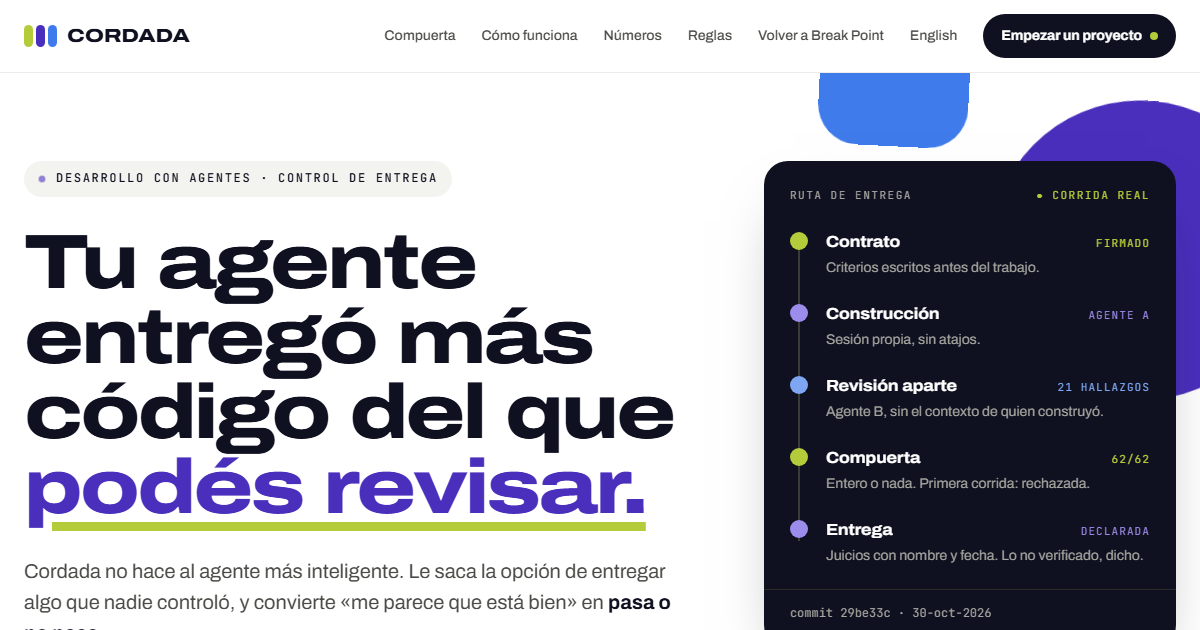 CORDADA
Compuerta
Cómo funciona
Números
Reglas
Volver a Break Point
English
Empezar un proyecto
DESARROLLO CON AGENTES · CONTROL DE ENTREGA
Tu agente
entregó más
código del que
podés revisar.
Cordada no hace al agente más inteligente. Le saca la opción de entregar
algo que nadie controló, y convierte «me parece que está bien» en pasa o
RUTA DE ENTREGA
CORRIDA REAL
Contrato
FIRMADO
Criterios escritos antes del trabajo.
Construcción
AGENTE A
Sesión propia, sin atajos.
Revisión aparte
21 HALLAZGOS
Agente B, sin el contexto de quien construyó.
Compuerta
62/62
Entero o nada. Primera corrida: rechazada.
Entrega
DECLARADA
Juicios con nombre y fecha. Lo no verificado, dicho.
commit 29be33c · 30-oct-2026